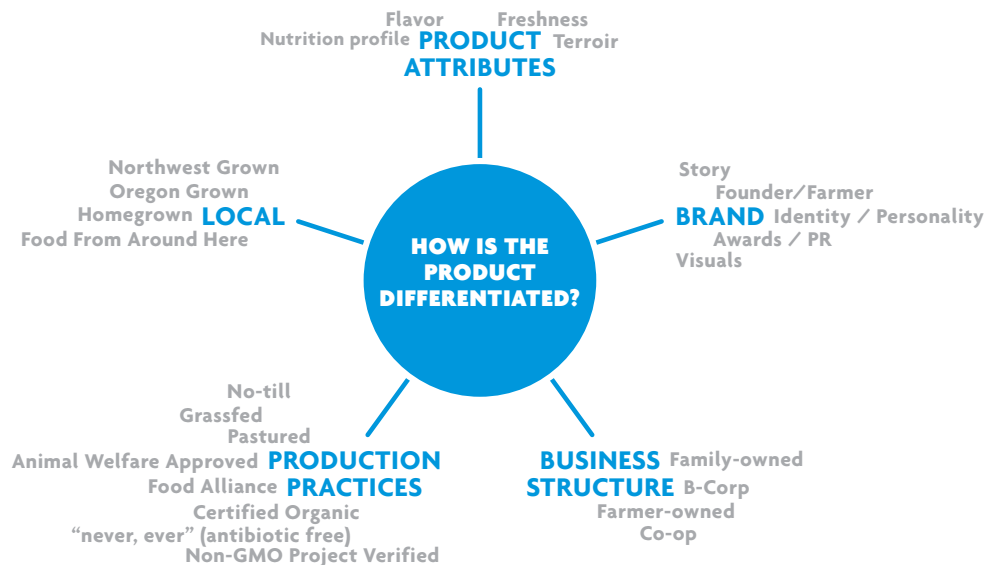 Flavor Freshness
Nutrition profile PRODUCT Terroir
ATTRIBUTES
Northwest Grown
Oregon Grown
Homegrown LOCAL
Food From Around Here
Story
Founder/Farmer
BRAND Identity / Personality
Awards / PR
Visuals
HOW IS THE
PRODUCT
DIFFERENTIATED?
No-till
Grassfed
Pastured
Animal Welfare Approved PRODUCTION
Food Alliance PRACTICES
Certified Organic
“never, ever” (antibiotic free)
Non-GMO Project Verified
BUSINESS Family-owned
STRUCTURE B-Corp
Farmer-owned
Co-op